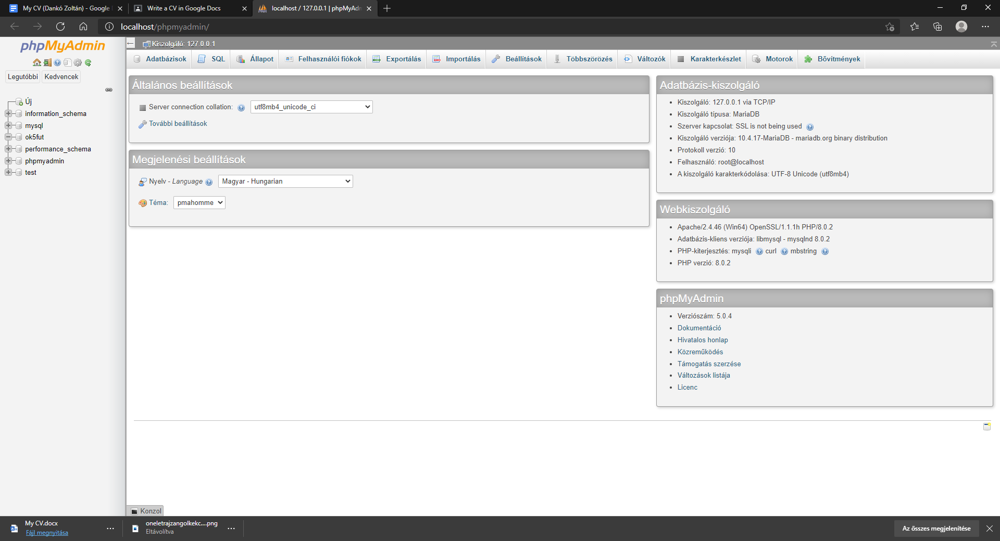 My CV (Dankó Zoltán) - Google
Write a CV in Google Docs
localhost / 127.0.0.1 | phpMyAdm
localhost/phpmyadmin/
phpMyAdmin
Legutóbbi
Kedvencek
Új
information_schema
mysql
ok5fut
performance_schema
phpmyadmin
test
Kiszolgáló: 127.0.0.1
Adatbázisok
SQL
Állapot
Felhasználói fiókok
Exportálás
Importálás
Beállítások
Többszörözés
Változók
Karakterkészlet
Motorok
Bővítmények
Általános beállítások
Server connection collation:
utf8mb4_unicode_ci
További beállítások
Megjelenési beállítások
Nyelv - Language
Magyar - Hungarian
Téma:
pmahomme
Adatbázis-kiszolgáló
Kiszolgáló: 127.0.0.1 via TCP/IP
Kiszolgáló típusa: MariaDB
Szerver kapcsolat: SSL is not being used
Kiszolgáló verziója: 10.4.17-MariaDB - mariadb.org binary distribution
Protokoll verzió: 10
Felhasználó: root@localhost
A kiszolgáló karakterkódolása: UTF-8 Unicode (utf8mb4)
Webkiszolgáló
Apache/2.4.46 (Win64) OpenSSL/1.1.1h PHP/8.0.2
Adatbázis-kliens verziója: libmysql - mysqlnd 8.0.2
PHP-kiterjesztés: mysqli curl mbstring
PHP verzió: 8.0.2
phpMyAdmin
Verziószám: 5.0.4
Dokumentáció
Hivatalos honlap
Közreműködés
Támogatás szerzése
Változások listája
Licenc
Konzol
My CV.docx
Fájl megnyitása
oneletrajzangolkekc....png
Eltávolítva
Az összes megjelenítése